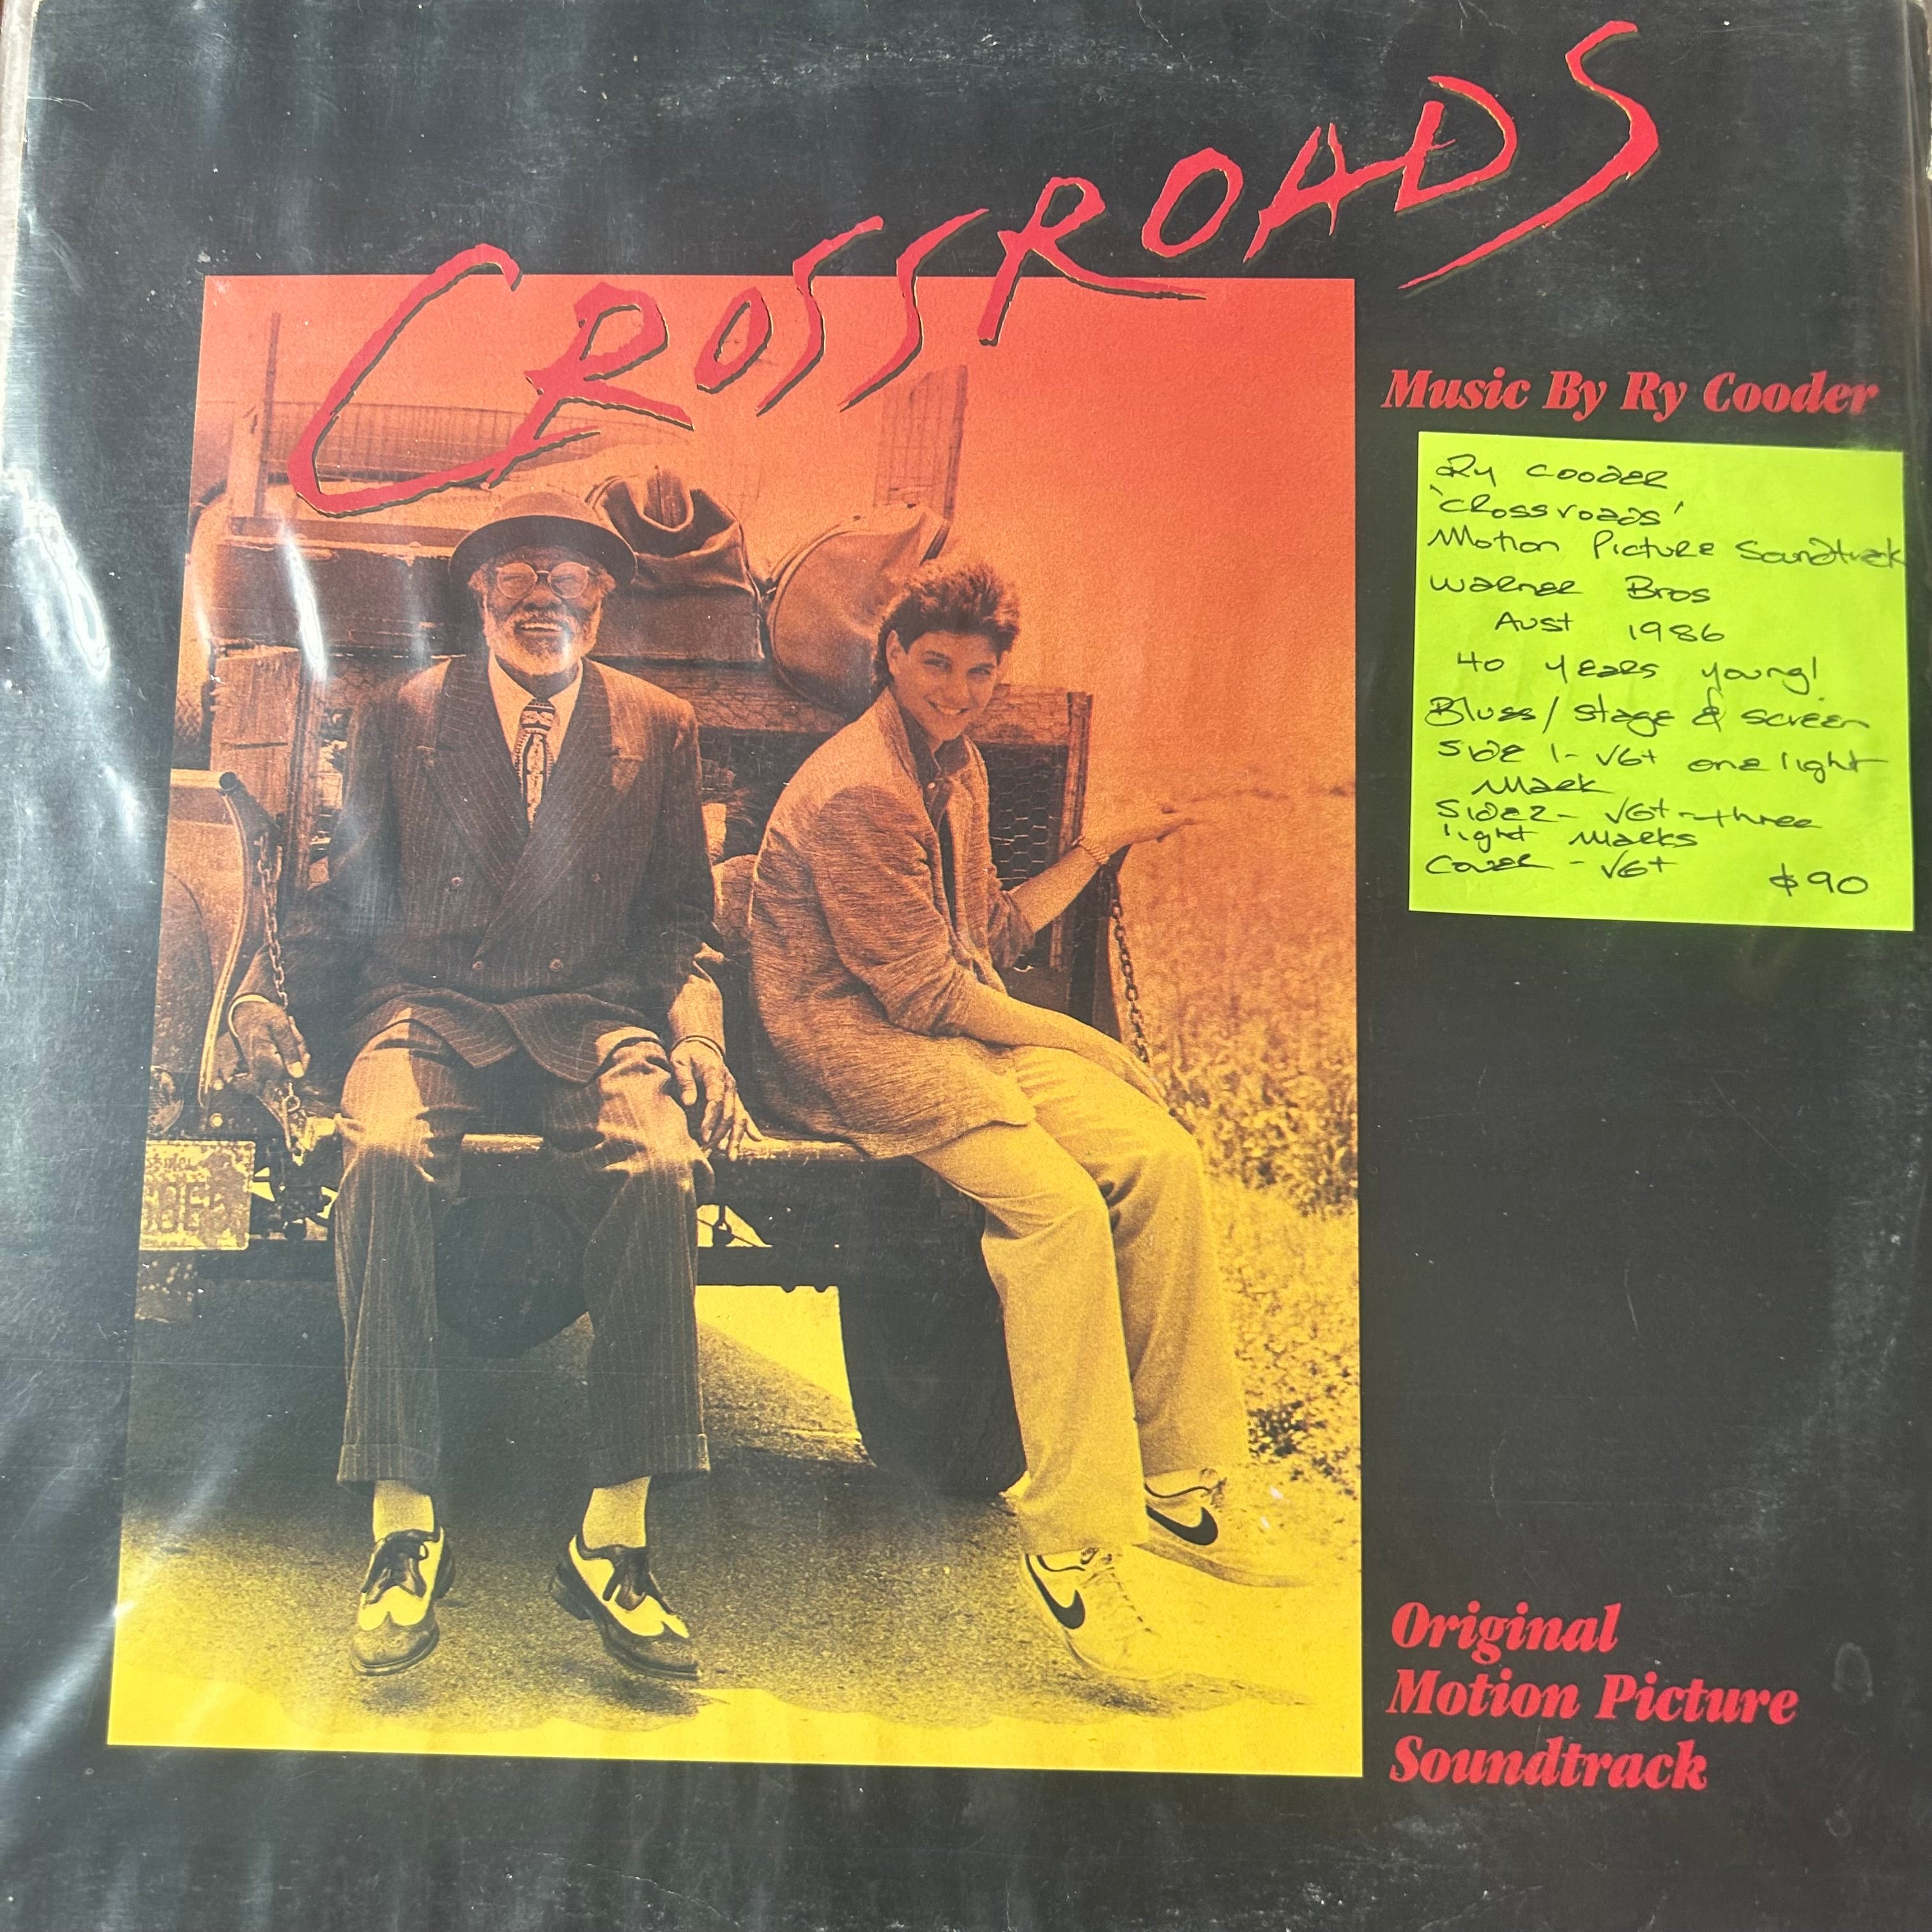 CROSSROADS
Music By Ry Cooder
Ry Cooder
'Crossroads'
Motion Picture Soundtrack
Warner Bros
Aust 1986
40 years young!
Blues/ stage & screen
Side 1- VG+ one light
Mark
Side 2- VG+ - three
light Marks
Cover - VG+ $90
Original
Motion Picture
Soundtrack